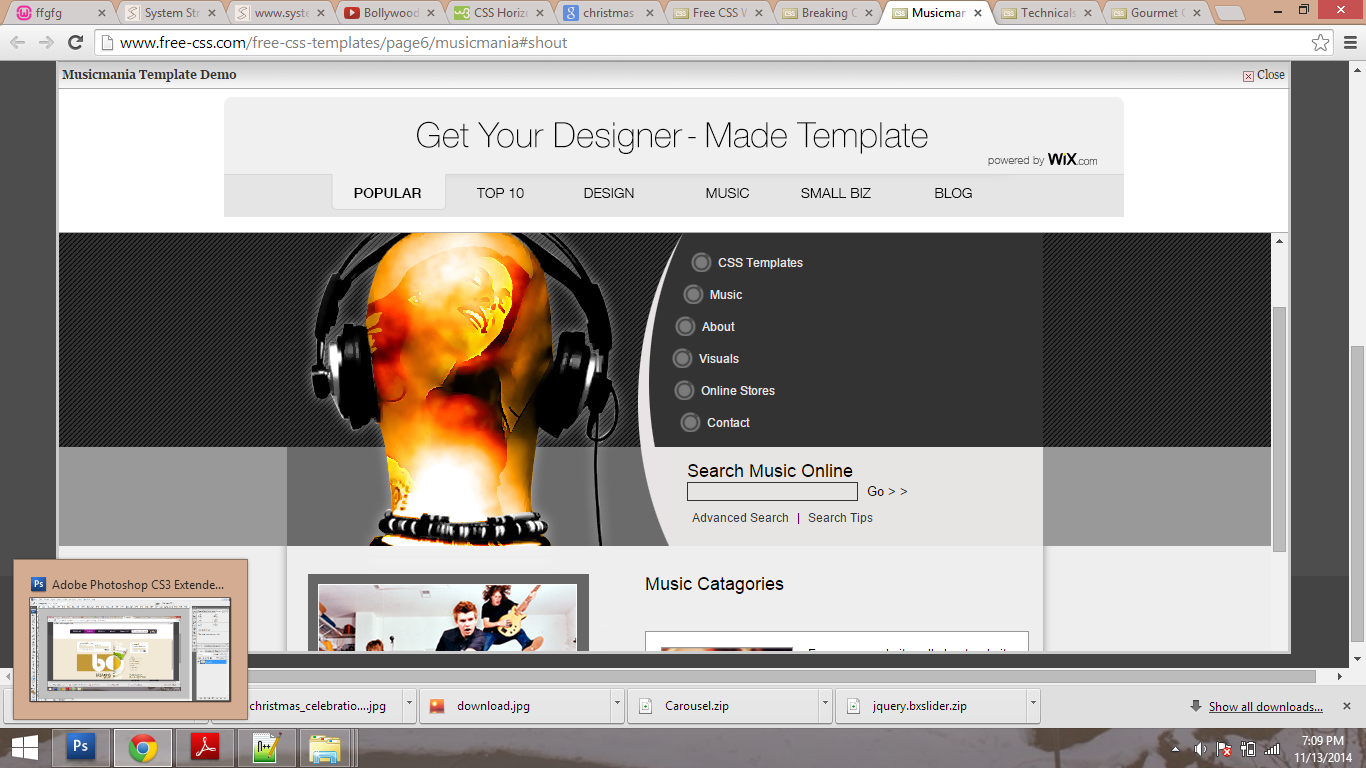 ffgfg
System Str
www.syste
Bollywood
CSS Horiz
christmas
Free CSS W
Breaking C
Musicmar
Technicals
Gourmet C
www.free-css.com/free-css-templates/page6/musicmania#shout
Musicmania Template Demo
Close
Get Your Designer - Made Template
powered by WiX.com
POPULAR
TOP 10
DESIGN
MUSIC
SMALL BIZ
BLOG
CSS Templates
Music
About
Visuals
Online Stores
Contact
Search Music Online
Go > >
Advanced Search | Search Tips
Music Catagories
Ps Adobe Photoshop CS3 Extende...
christmas_celebratio....jpg
download.jpg
Carousel.zip
jquery.bxslider.zip
Show all downloads...
Ps
7:09 PM
11/13/2014